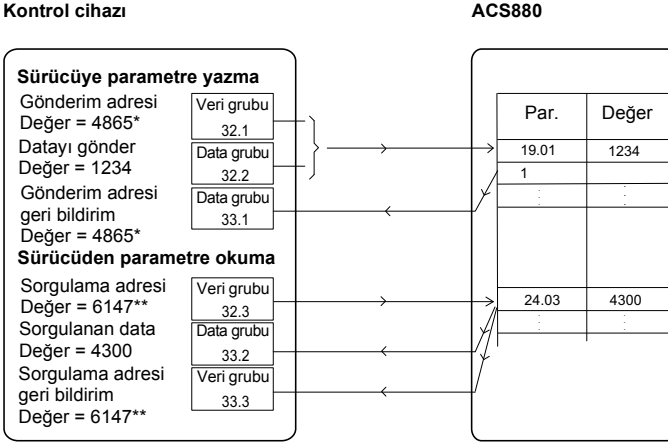 Kontrol cihazı
ACS880
Sürücüye parametre yazma
Gönderim adresi
Değer = 4865*
Veri grubu
32.1
Datayı gönder
Değer = 1234
Data grubu
32.2
Gönderim adresi
geri bildirim
Değer = 4865*
Data grubu
33.1
Sürücüden parametre okuma
Sorgulama adresi
Değer = 6147**
Veri grubu
32.3
Sorgulanan data
Değer = 4300
Data grubu
33.2
Sorgulama adresi
geri bildirim
Değer = 6147**
Veri grubu
33.3
Par. Değer
19.01 1234
1
24.03 4300